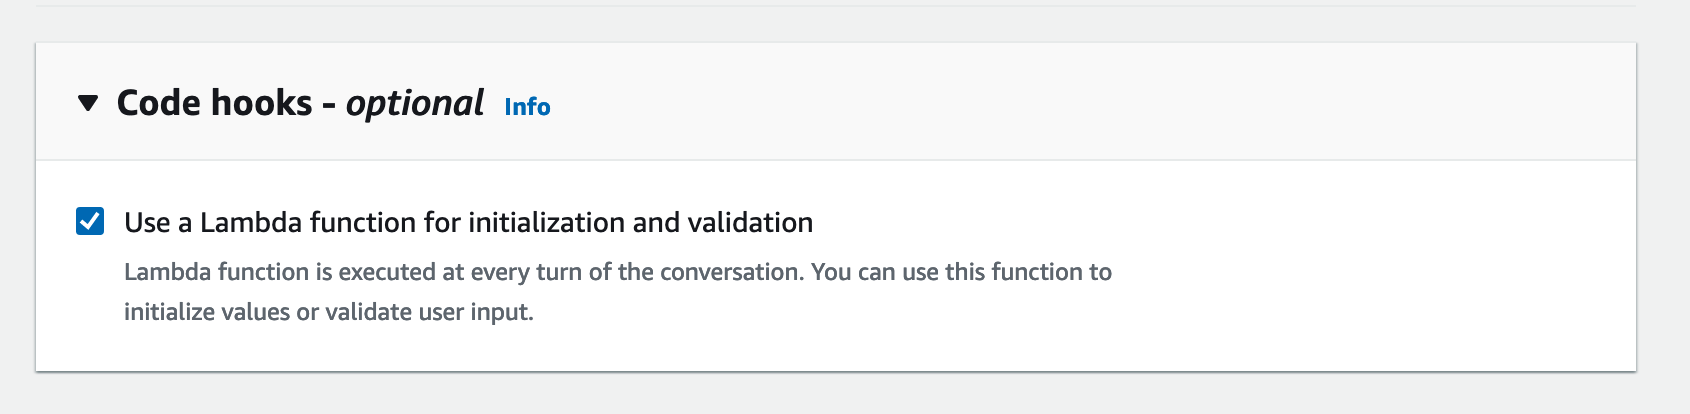 Code hooks - optional Info
Use a Lambda function for initialization and validation
Lambda function is executed at every turn of the conversation. You can use this function to
initialize values or validate user input.